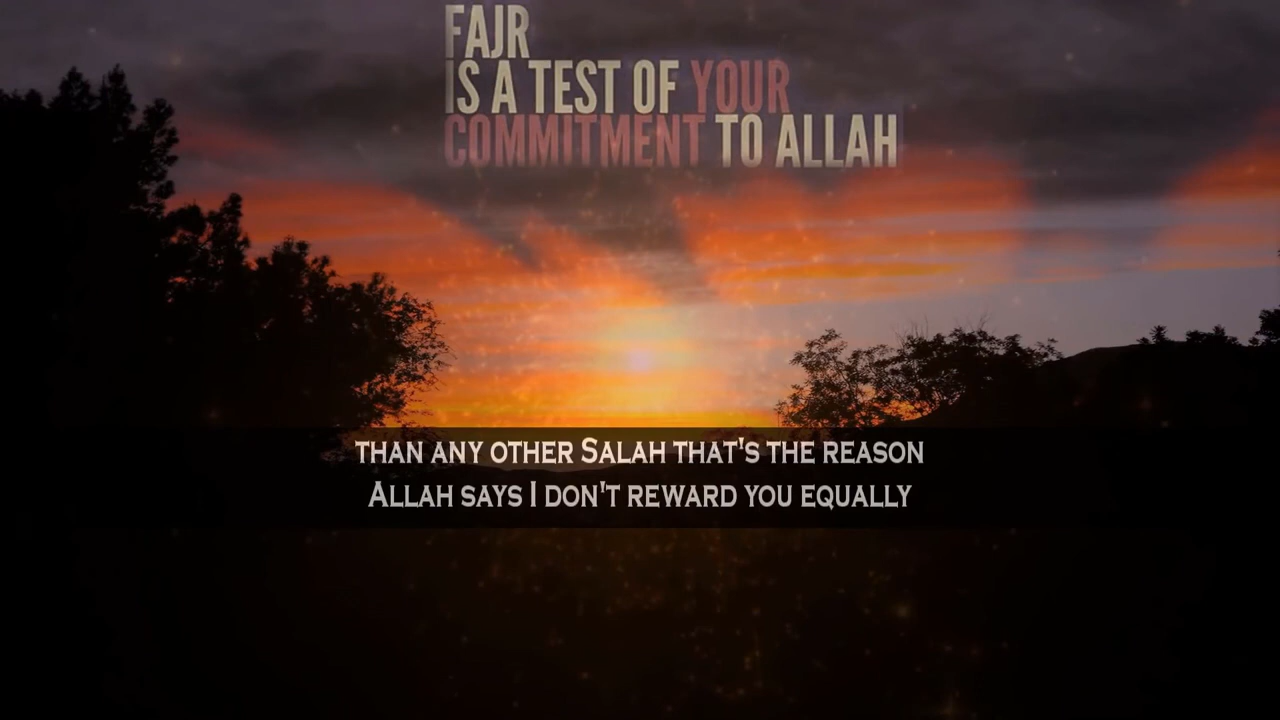 FAJR
IS A TEST OF YOUR
COMMITMENT TO ALLAH
THAN ANY OTHER SALAH THAT'S THE REASON
ALLAH SAYS I DON'T REWARD YOU EQUALLY